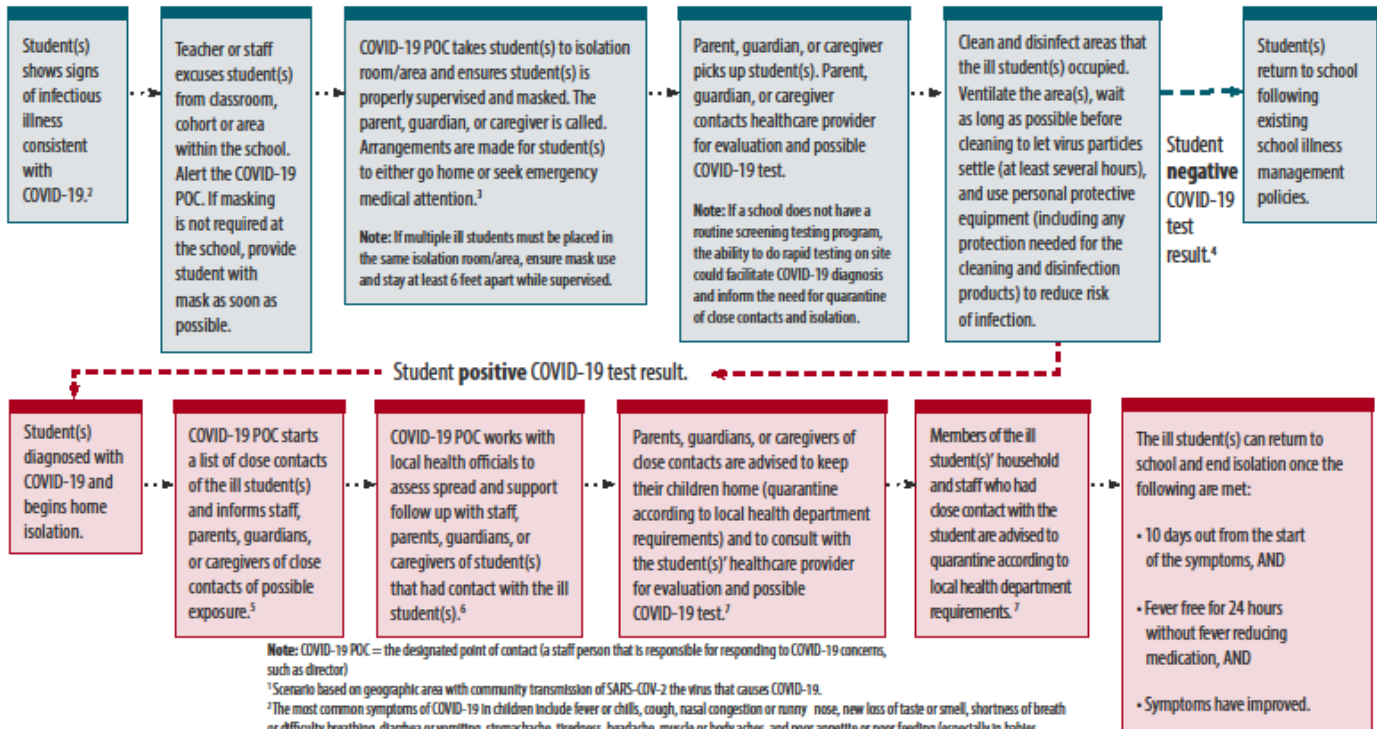 Student(s)
shows signs
of infectious
illness
consistent
with
COVID-19.²
Teacher or staff
excuses student(s)
from classroom,
cohort or area
within the school.
Alert the COVID-19
POC. If masking
is not required at
the school, provide
student with
mask as soon as
possible.
COVID-19 POC takes student(s) to isolation
room/area and ensures student(s) is
properly supervised and masked. The
parent, guardian, or caregiver is called.
Arrangements are made for student(s)
to either go home or seek emergency
medical attention.³
Note: If multiple ill students must be placed in
the same isolation room/area, ensure mask use
and stay at least 6 feet apart while supervised.
Parent, guardian, or caregiver
picks up student(s). Parent,
guardian, or caregiver
contacts healthcare provider
for evaluation and possible
COVID-19 test.
Note: If a school does not have a
routine screening testing program,
the ability to do rapid testing on site
could facilitate COVID-19 diagnosis
and inform the need for quarantine
of close contacts and isolation.
Clean and disinfect areas that
the ill student(s) occupied.
Ventilate the area(s), wait
as long as possible before
cleaning to let virus particles
settle (at least several hours),
and use personal protective
equipment (including any
protection needed for the
cleaning and disinfection
products) to reduce risk
of infection.
Student
negative
COVID-19
test
result.⁴
Student(s)
return to school
following
existing
school illness
management
policies.
Student positive COVID-19 test result.
Student(s)
diagnosed with
COVID-19 and
begins home
isolation.
COVID-19 POC starts
a list of close contacts
of the ill student(s)
and informs staff,
parents, guardians,
or caregivers of close
contacts of possible
exposure.⁵
COVID-19 POC works with
local health officials to
assess spread and support
follow up with staff,
parents, guardians, or
caregivers of student(s)
that had contact with the ill
student(s).⁶
Parents, guardians, or caregivers of
close contacts are advised to keep
their children home (quarantine
according to local health department
requirements) and to consult with
the student(s)' healthcare provider
for evaluation and possible
COVID-19 test.⁷
Members of the ill
student(s)' household
and staff who had
close contact with the
student are advised to
quarantine according to
local health department
requirements. ⁷
The ill student(s) can return to
school and end isolation once the
following are met:
• 10 days out from the start
of the symptoms, AND
• Fever free for 24 hours
without fever reducing
medication, AND
• Symptoms have improved.
Note: COVID-19 POC = the designated point of contact (a staff person that is responsible for responding to COVID-19 concerns,
such as director)
¹Scenario based on geographic area with community transmission of SARS-COV-2 the virus that causes COVID-19.
²The most common symptoms of COVID-19 in children include fever or chills, cough, nasal congestion or runny nose, new loss of taste or smell, shortness of breath
or difficulty breathing, diarrhea or vomiting, stomachache, tiredness, headache, muscle or body aches, and poor appetite or poor feeding (especially in babies